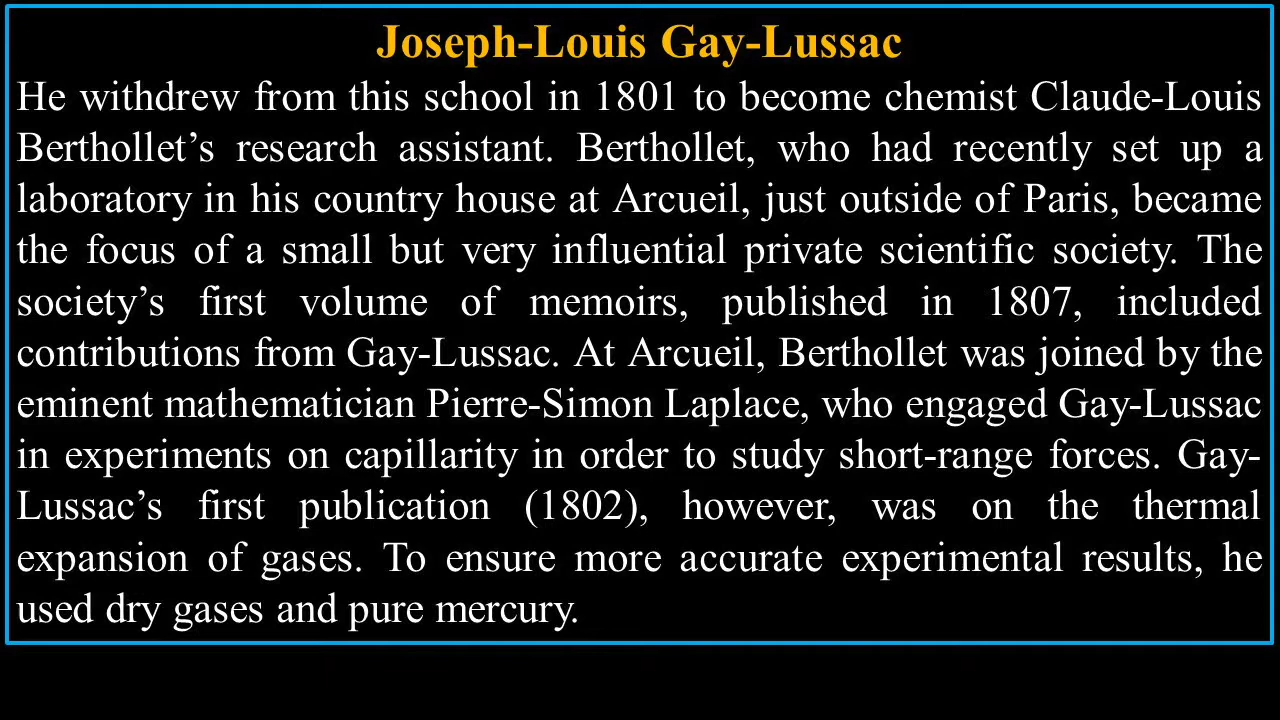 Joseph-Louis Gay-Lussac
He withdrew from this school in 1801 to become chemist Claude-Louis
Berthollet’s research assistant. Berthollet, who had recently set up a
laboratory in his country house at Arcueil, just outside of Paris, became
the focus of a small but very influential private scientific society. The
society’s first volume of memoirs, published in 1807, included
contributions from Gay-Lussac. At Arcueil, Berthollet was joined by the
eminent mathematician Pierre-Simon Laplace, who engaged Gay-Lussac
in experiments on capillarity in order to study short-range forces. Gay-
Lussac’s first publication (1802), however, was on the thermal
expansion of gases. To ensure more accurate experimental results, he
used dry gases and pure mercury.